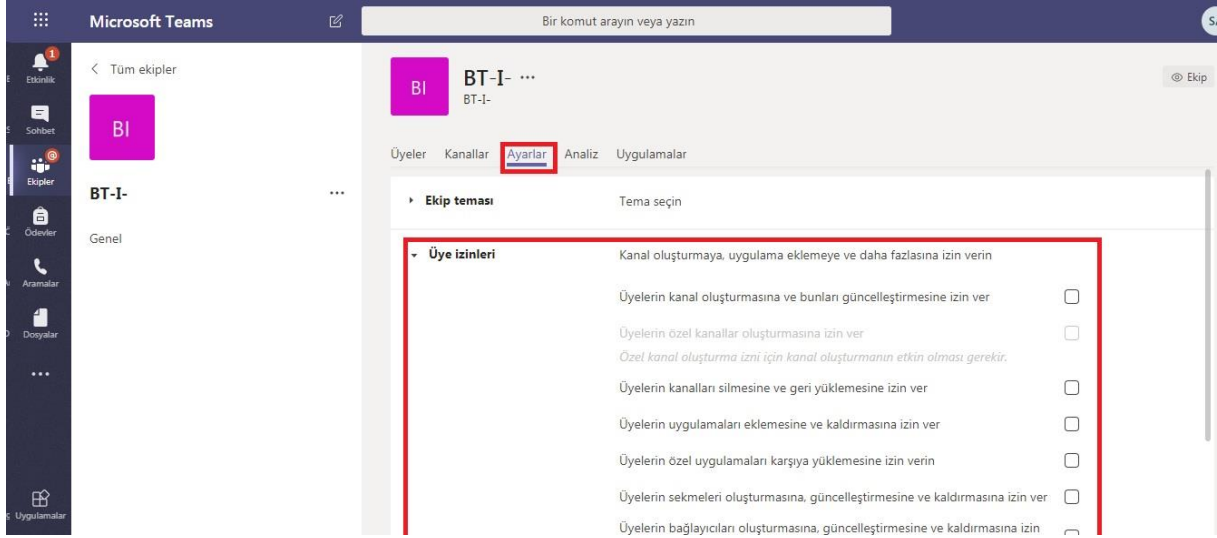 Microsoft Teams
Bir komut arayın veya yazın
1
Etkinlik
Sohbet
Ekipler
Ödevler
Aramalar
Dosyalar
Uygulamalar
Tüm ekipler
BI
BT-I-
Genel
BI
BT-I-
BT-I-
Ekip
Üyeler Kanallar Ayarlar Analiz Uygulamalar
Ekip teması Tema seçin
Üye izinleri Kanal oluşturmaya, uygulama eklemeye ve daha fazlasına izin verin
Üyelerin kanal oluşturmasına ve bunları güncelleştirmesine izin ver
Üyelerin özel kanallar oluşturmasına izin ver
Özel kanal oluşturma izni için kanal oluşturmanın etkin olması gerekir.
Üyelerin kanalları silmesine ve geri yüklemesine izin ver
Üyelerin uygulamaları eklemesine ve kaldırmasına izin ver
Üyelerin özel uygulamaları karşıya yüklemesine izin verin
Üyelerin sekmeleri oluşturmasına, güncelleştirmesine ve kaldırmasına izin ver
Üyelerin bağlayıcıları oluşturmasına, güncelleştirmesine ve kaldırmasına izin